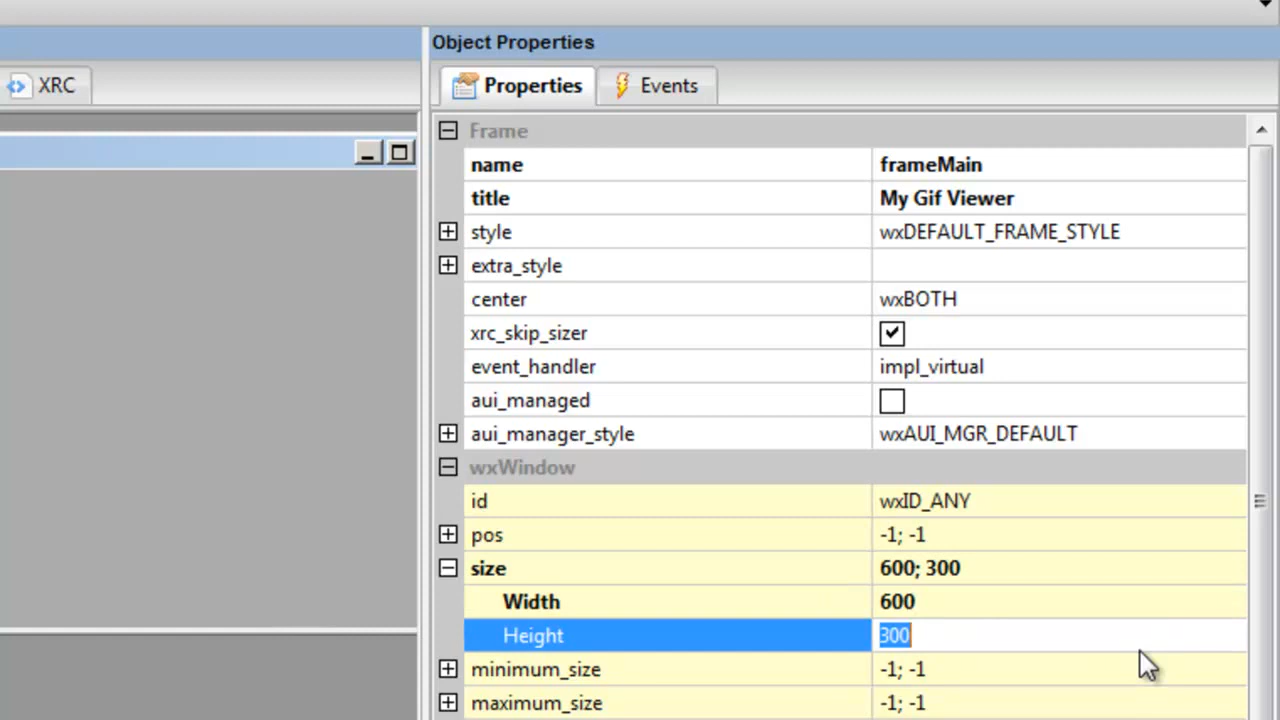 Object Properties
XRC
Properties
Events
Frame
name frameMain
title My Gif Viewer
style wxDEFAULT_FRAME_STYLE
extra_style
center wxBOTH
xrc_skip_sizer
event_handler impl_virtual
aui_managed
aui_manager_style wxAUI_MGR_DEFAULT
wxWindow
id wxID_ANY
pos -1; -1
size 600; 300
Width 600
Height 300
minimum_size -1; -1
maximum_size -1; -1